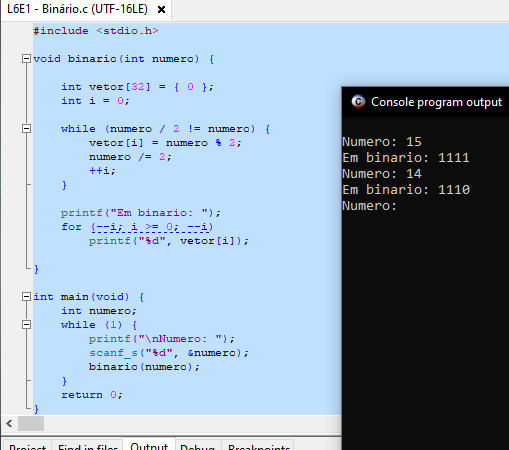 L6E1 - Binário.c (UTF-16LE) ×
#include <stdio.h>
void binario(int numero) {
int vetor[32] = { 0 };
int i = 0;
while (numero / 2 != numero) {
vetor[i] = numero % 2;
numero /= 2;
++i;
}
printf("Em binario: ");
for (--i; i >= 0; --i)
printf("%d", vetor[i]);
}
int main(void) {
int numero;
while (1) {
printf("\nNumero: ");
scanf_s("%d", &numero);
binario(numero);
}
return 0;
}
Project Find in files Output Debug Breakpoints
Console program output
Numero: 15
Em binario: 1111
Numero: 14
Em binario: 1110
Numero: